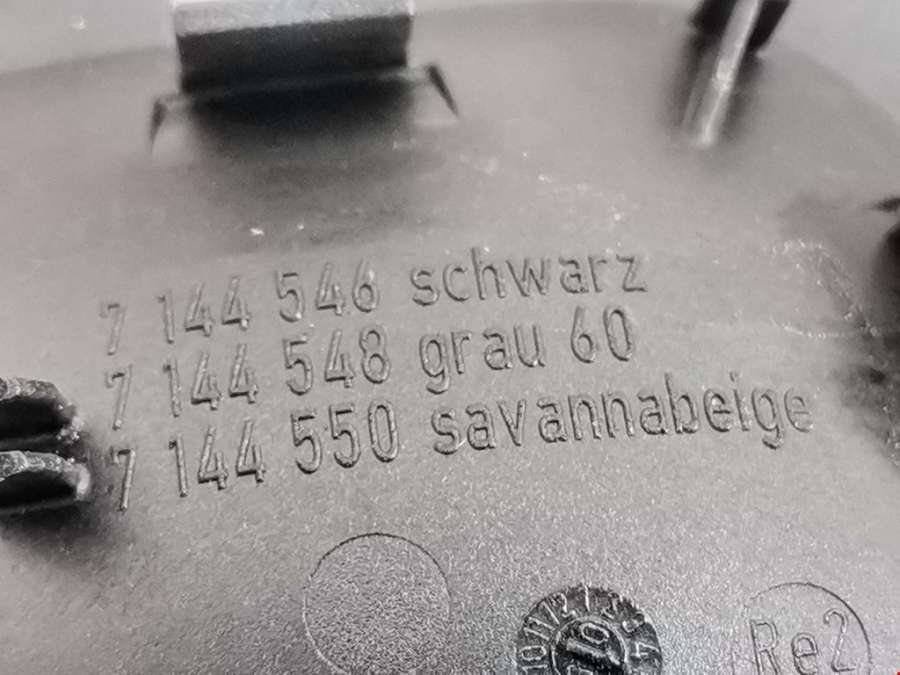 7 144 546 schwarz
7 144 548 grau 60
7 144 550 savannabeige
Re2